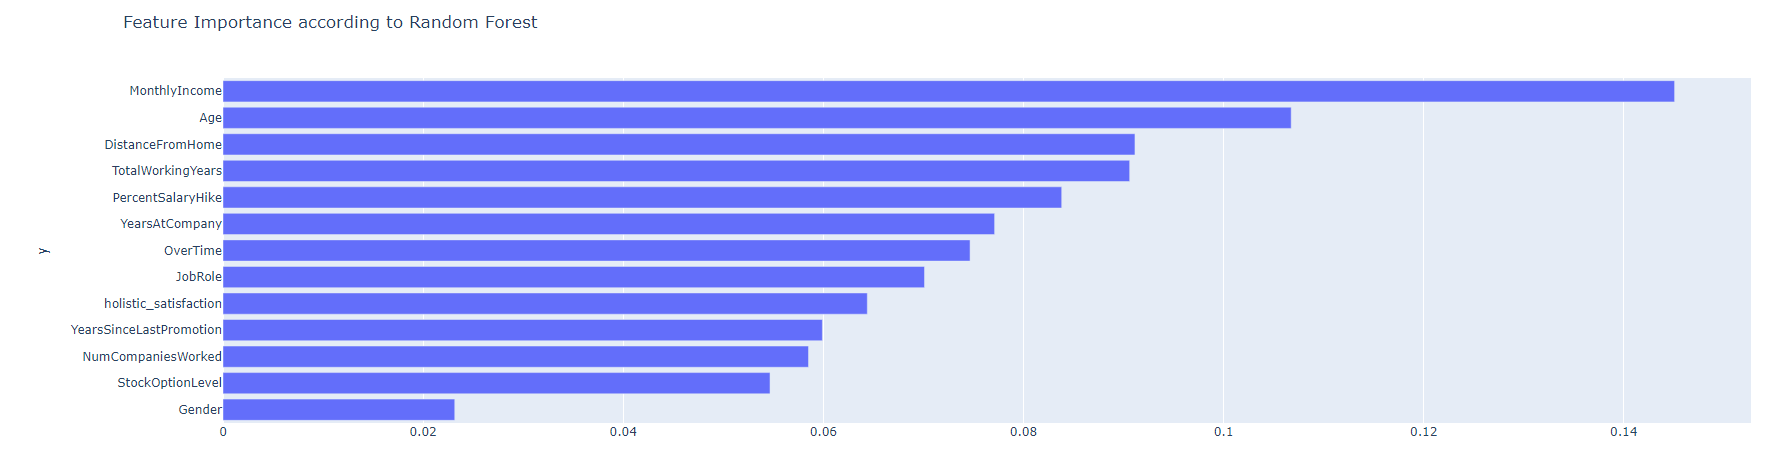 Feature Importance according to Random Forest
MonthlyIncome
Age
DistanceFromHome
TotalWorkingYears
PercentSalaryHike
YearsAtCompany
OverTime
JobRole
holistic_satisfaction
YearsSinceLastPromotion
NumCompaniesWorked
StockOptionLevel
Gender
y
0 0.02 0.04 0.06 0.08 0.1 0.12 0.14